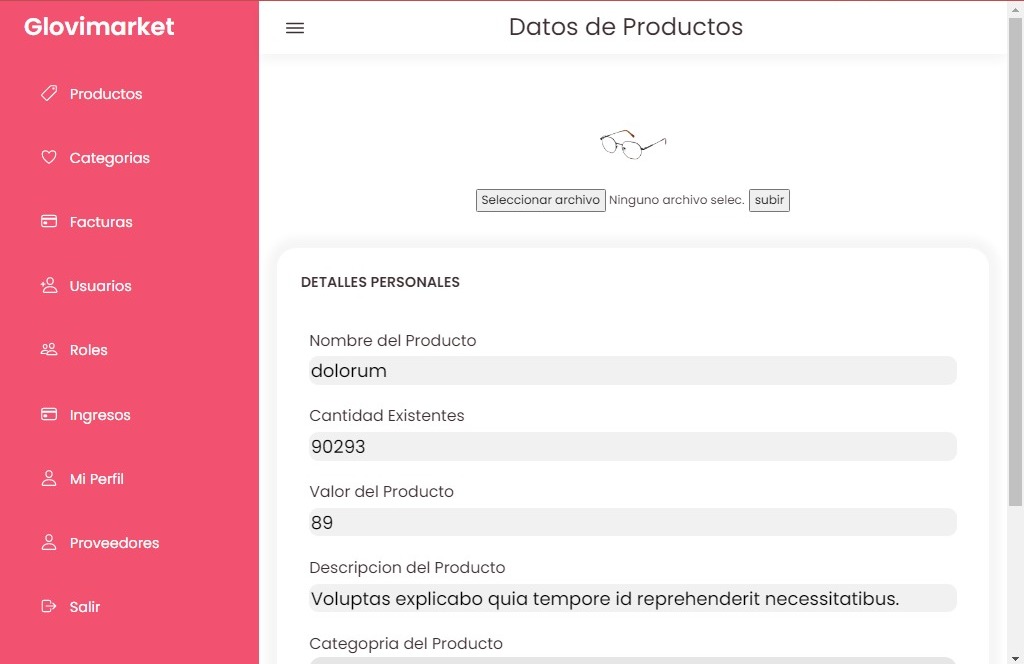 Glovimarket
Productos
Categorias
Facturas
Usuarios
Roles
Ingresos
Mi Perfil
Proveedores
Salir
Datos de Productos
Seleccionar archivo Ninguno archivo selec. subir
DETALLES PERSONALES
Nombre del Producto
dolorum
Cantidad Existentes
90293
Valor del Producto
89
Descripcion del Producto
Voluptas explicabo quia tempore id reprehenderit necessitatibus.
Categopria del Producto